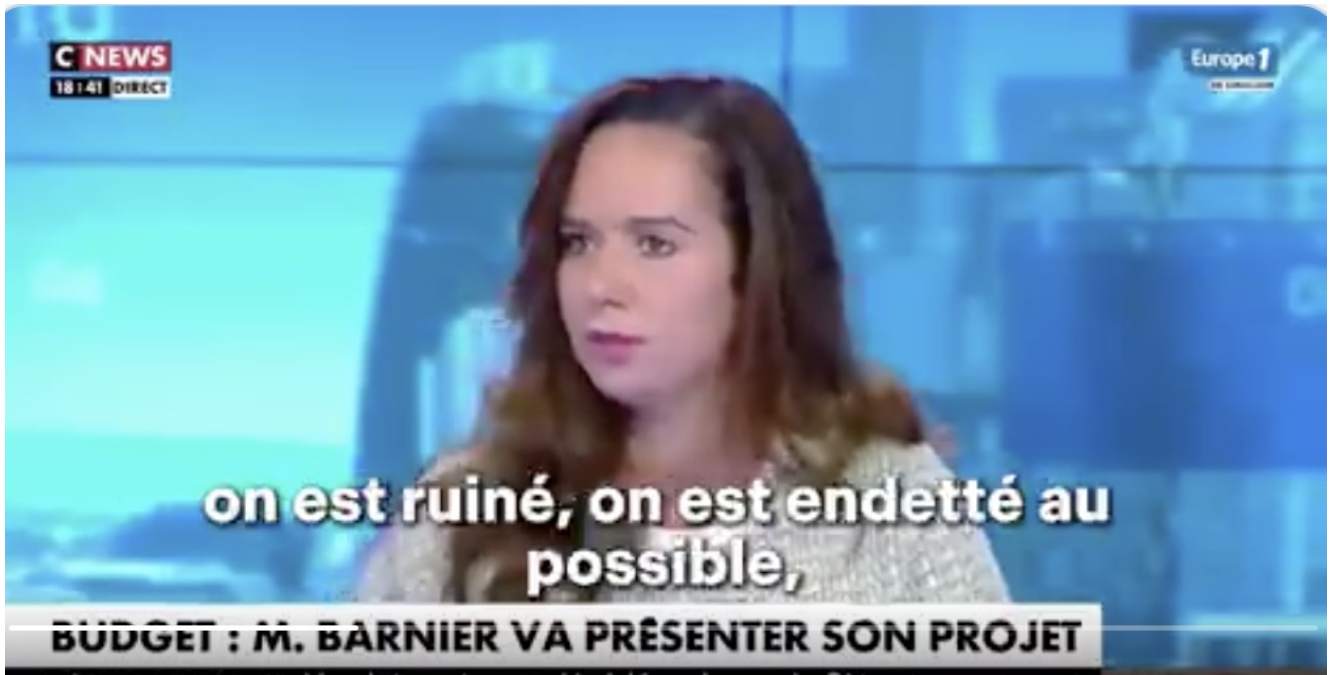 C NEWS
18:41 DIRECT
Europe 1
on est ruiné, on est endetté au
possible,
BUDGET : M. BARNIER VA PRÉSENTER SON PROJET